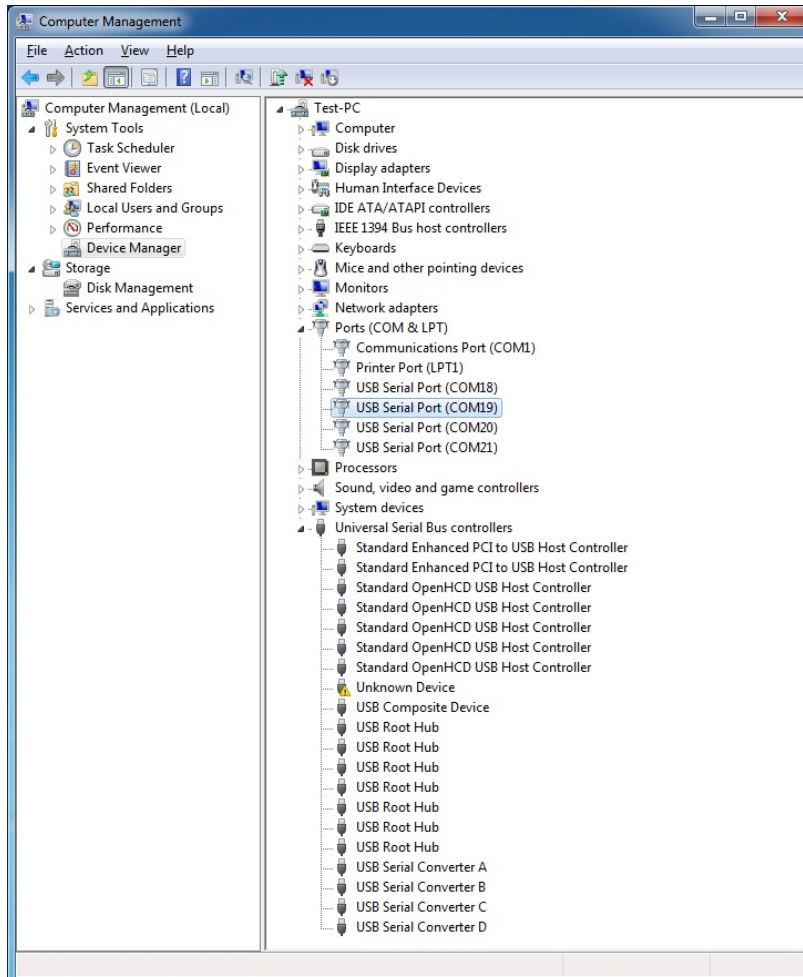 Computer Management
File Action View Help
Computer Management (Local)
System Tools
Task Scheduler
Event Viewer
Shared Folders
Local Users and Groups
Performance
Device Manager
Storage
Disk Management
Services and Applications
Test-PC
Computer
Disk drives
Display adapters
Human Interface Devices
IDE ATA/ATAPI controllers
IEEE 1394 Bus host controllers
Keyboards
Mice and other pointing devices
Monitors
Network adapters
Ports (COM & LPT)
Communications Port (COM1)
Printer Port (LPT1)
USB Serial Port (COM18)
USB Serial Port (COM19)
USB Serial Port (COM20)
USB Serial Port (COM21)
Processors
Sound, video and game controllers
System devices
Universal Serial Bus controllers
Standard Enhanced PCI to USB Host Controller
Standard Enhanced PCI to USB Host Controller
Standard OpenHCD USB Host Controller
Standard OpenHCD USB Host Controller
Standard OpenHCD USB Host Controller
Standard OpenHCD USB Host Controller
Standard OpenHCD USB Host Controller
Unknown Device
USB Composite Device
USB Root Hub
USB Root Hub
USB Root Hub
USB Root Hub
USB Root Hub
USB Root Hub
USB Root Hub
USB Serial Converter A
USB Serial Converter B
USB Serial Converter C
USB Serial Converter D